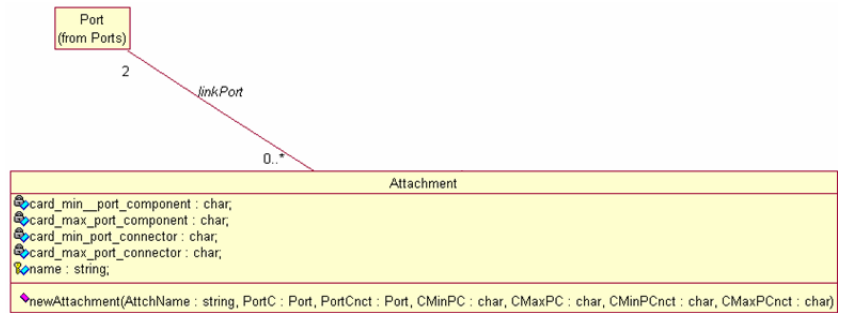 Port
(from Ports)
2
linkPort
0..*
Attachment
card_min__port_component : char;
card_max_port_component : char;
card_min_port_connector : char;
card_max_port_connector : char;
name : string;
newAttachment(AttchName : string, PortC : Port, PortCnct : Port, CMinPC : char, CMaxPC : char, CMinPCnct : char, CMaxPCnct : char)